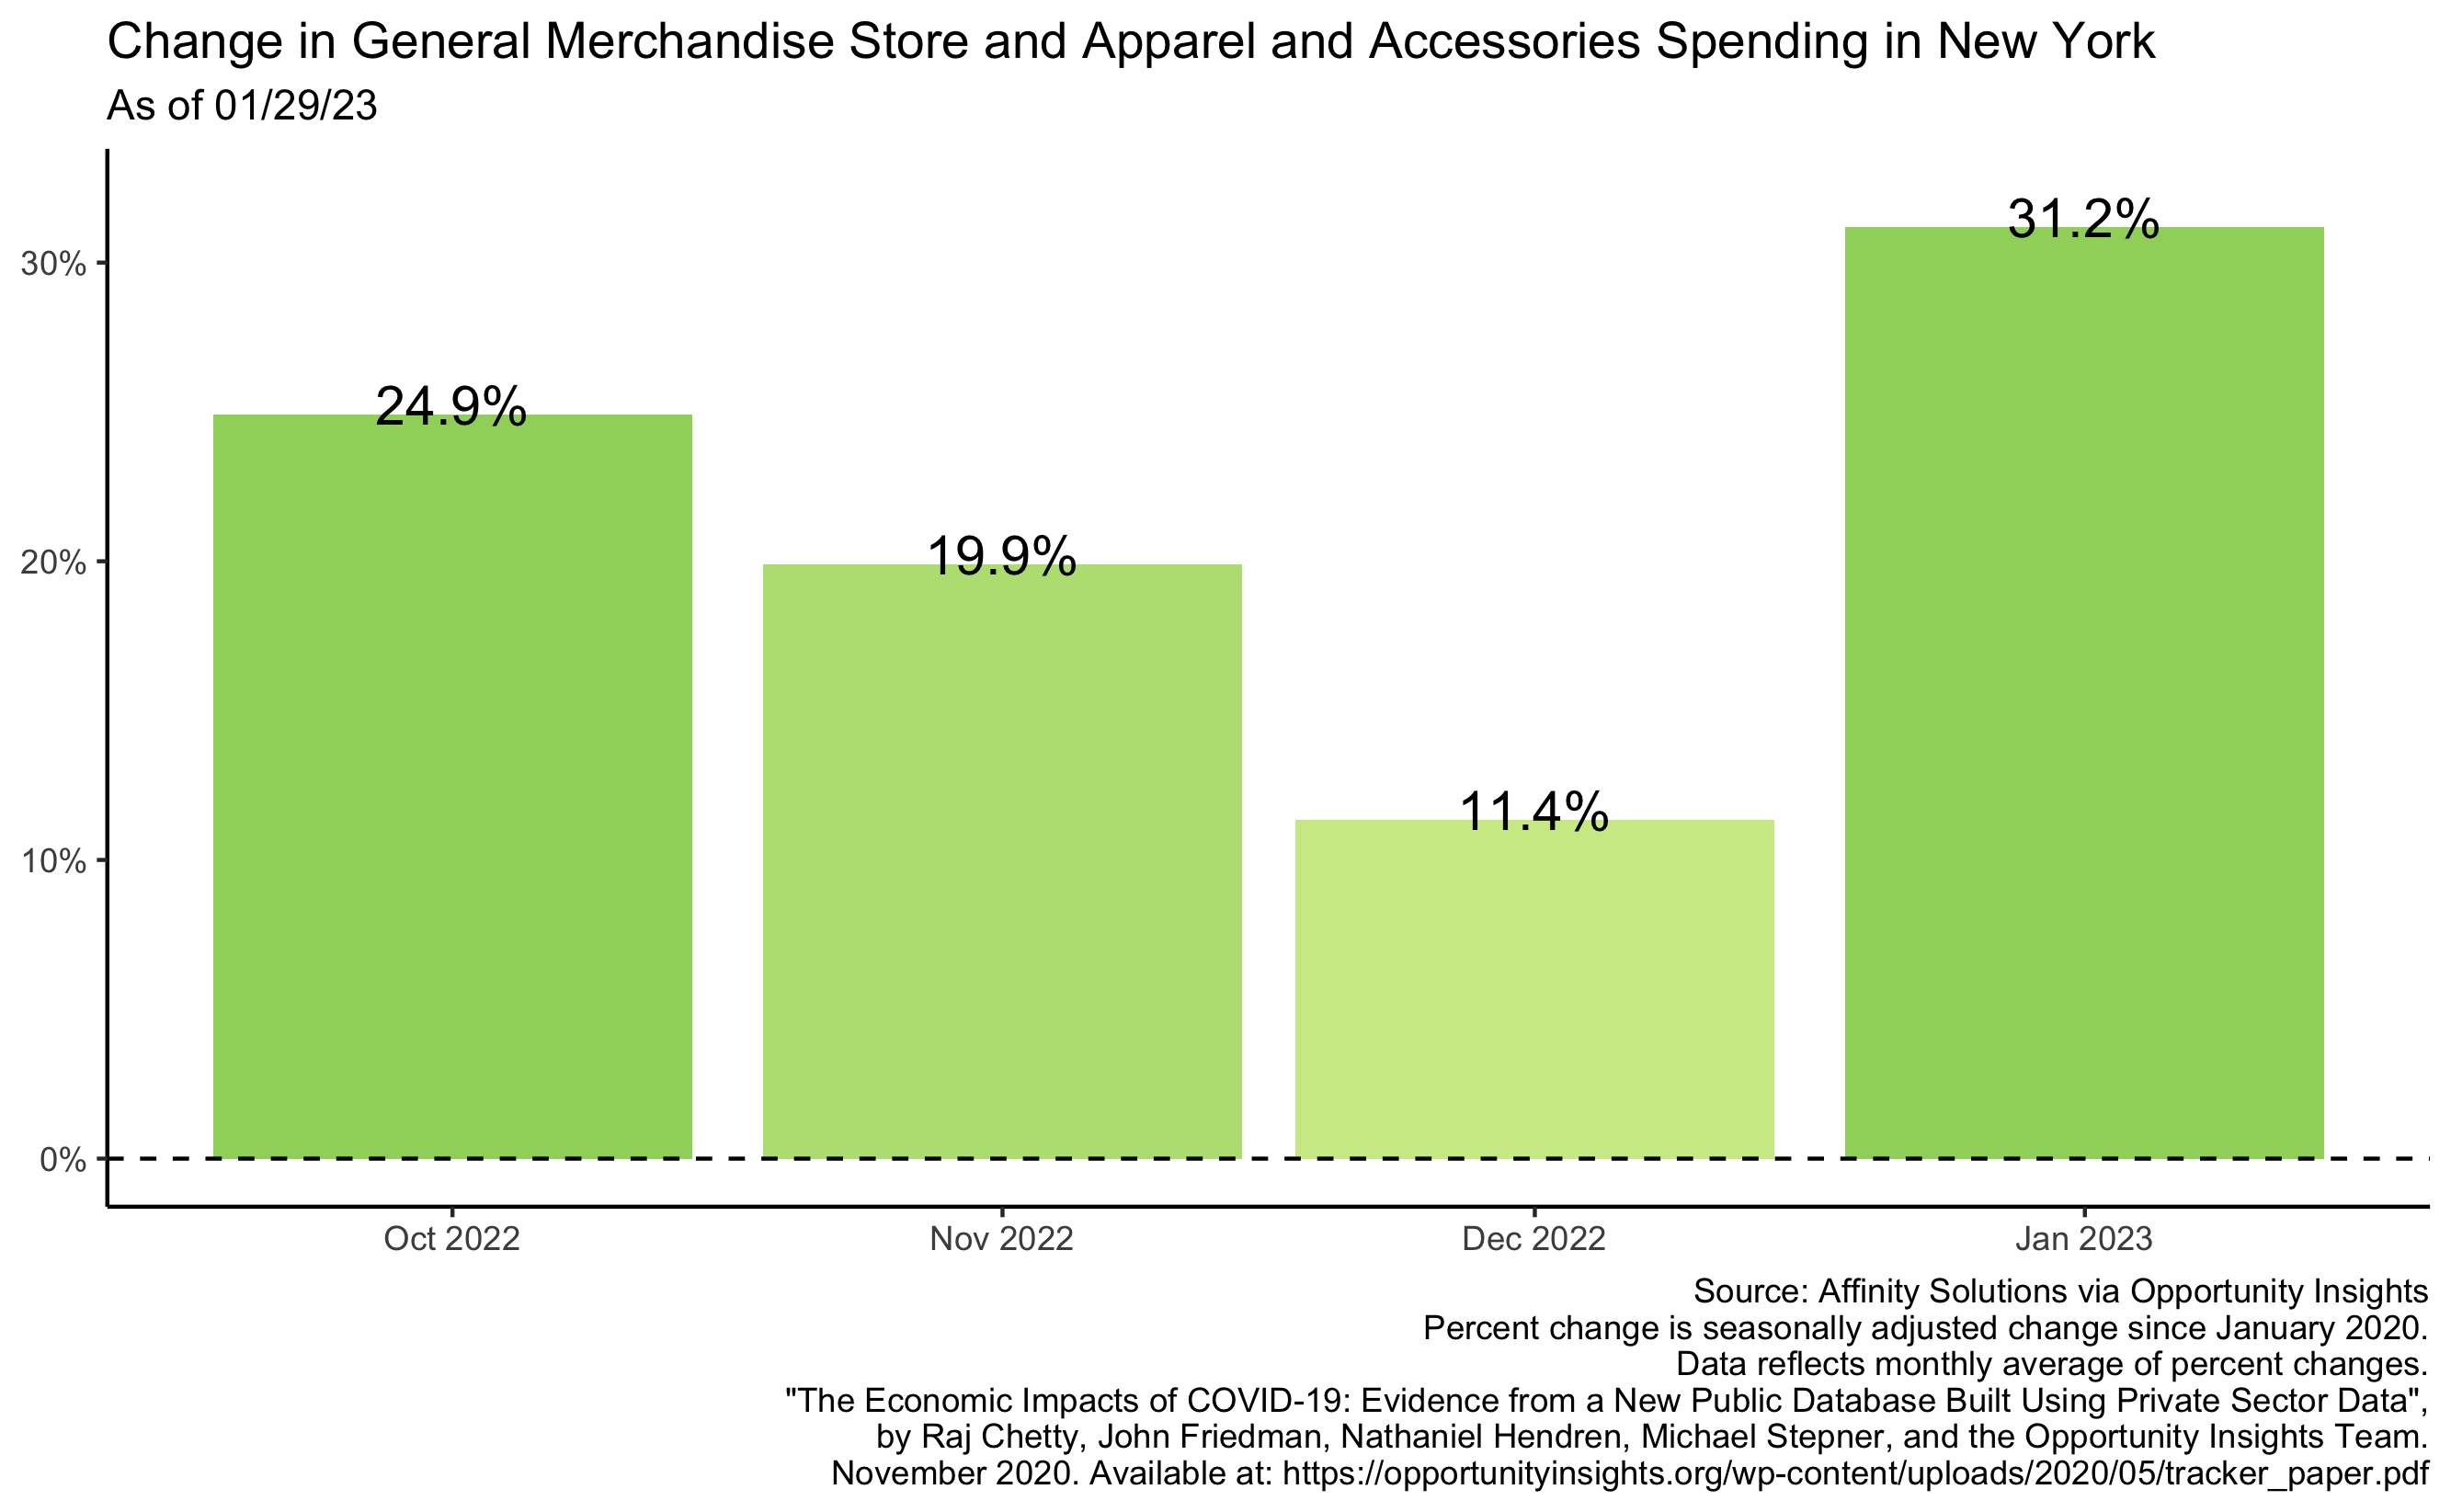 Change in General Merchandise Store and Apparel and Accessories Spending in New York
As of 01/29/23
30%
20%
10%
0%
24.9%
19.9%
11.4%
31.2%
Oct 2022
Nov 2022
Dec 2022
Jan 2023
Source: Affinity Solutions via Opportunity Insights
Percent change is seasonally adjusted change since January 2020.
Data reflects monthly average of percent changes.
"The Economic Impacts of COVID-19: Evidence from a New Public Database Built Using Private Sector Data",
by Raj Chetty, John Friedman, Nathaniel Hendren, Michael Stepner, and the Opportunity Insights Team.
November 2020. Available at: https://opportunityinsights.org/wp-content/uploads/2020/05/tracker_paper.pdf